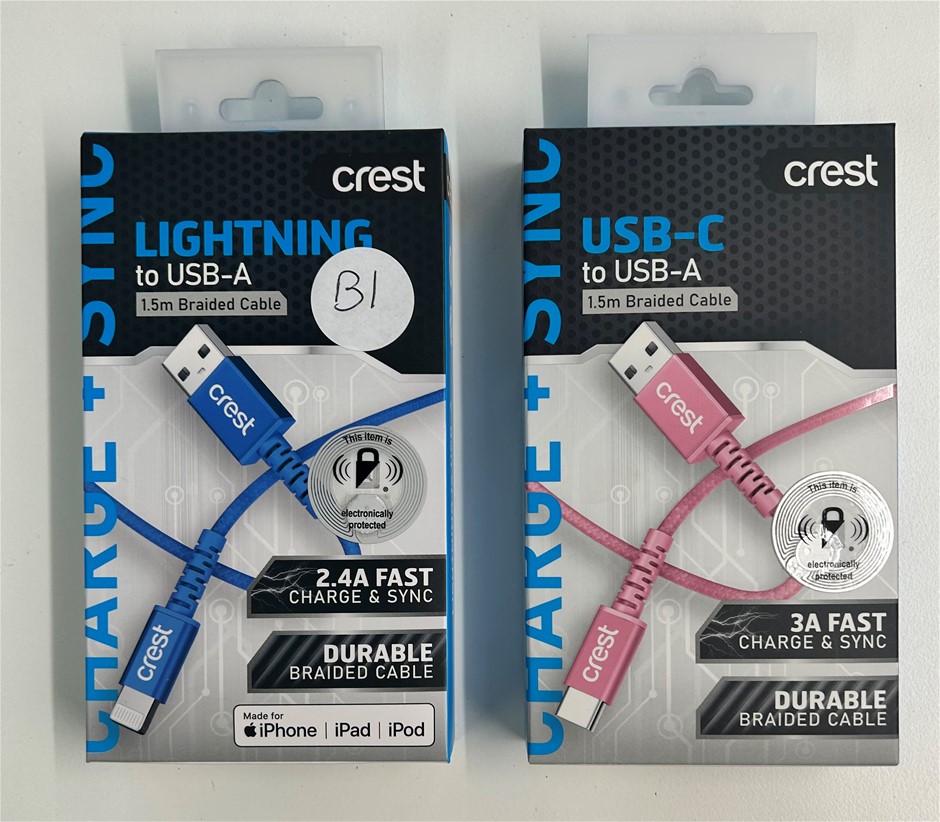 CHARGE + SYNC
crest
LIGHTNING
to USB-A
1.5m Braided Cable
B1
crest
This item is
electronically
protected
crest
2.4A FAST
CHARGE & SYNC
DURABLE
BRAIDED CABLE
Made for
iPhone | iPad | iPod
CHARGE + SYNC
crest
USB-C
to USB-A
1.5m Braided Cable
crest
This item is
electronically
protected
crest
3A FAST
CHARGE & SYNC
DURABLE
BRAIDED CABLE